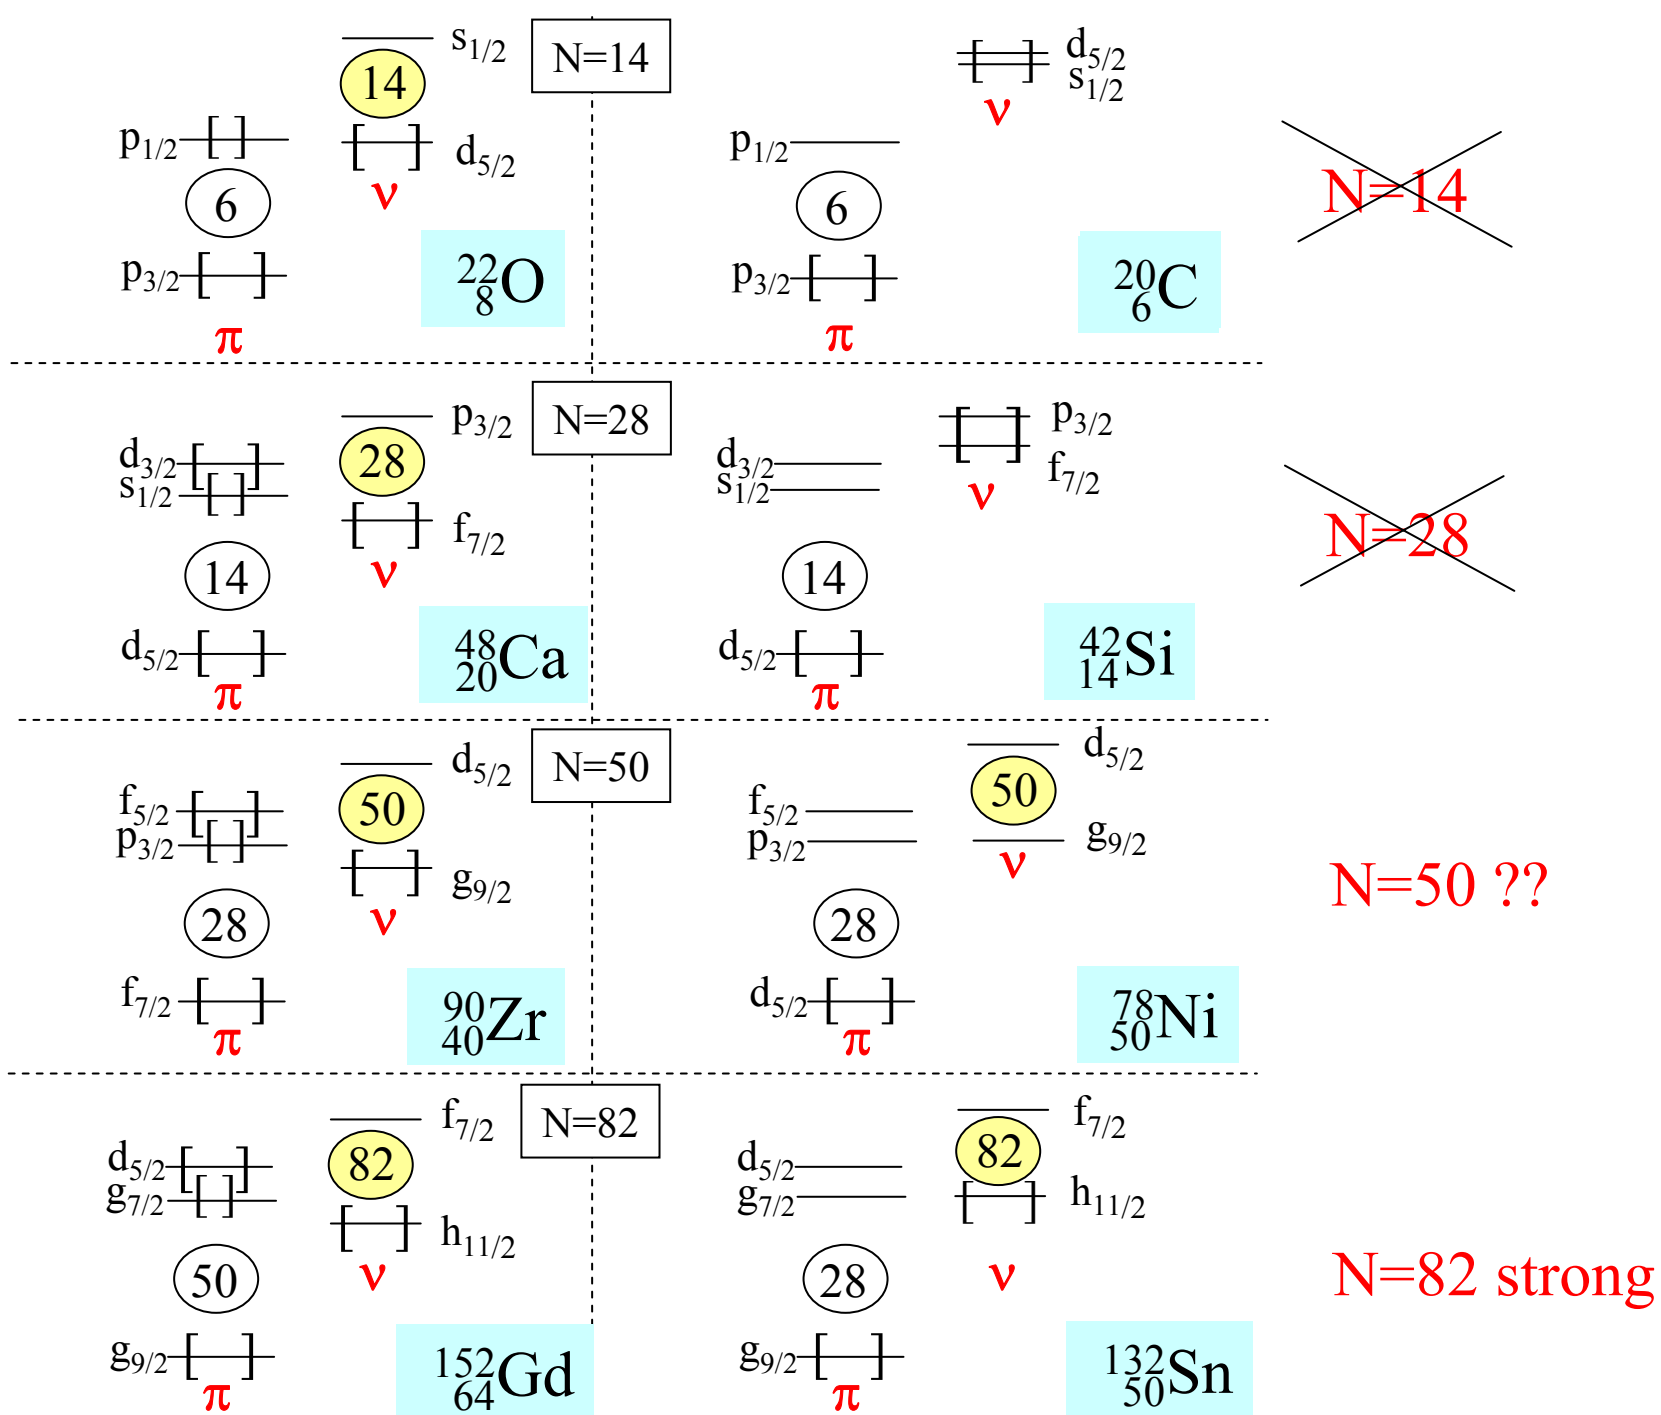 s1/2
14
N=14
p1/2 [ ]
[ ] d5/2
ν
6
p3/2 [ ]
π
22 8 O
[ ] d5/2
s1/2
ν
p1/2
6
p3/2 [ ]
π
20 6 C
N=14
p3/2
28
N=28
d3/2 [ ]
s1/2 [ ]
[ ] f7/2
ν
14
d5/2 [ ]
π
48 20 Ca
[ ] p3/2
f7/2
ν
d3/2
s1/2
14
d5/2 [ ]
π
42 14 Si
N=28
d5/2
50
N=50
f5/2 [ ]
p3/2 [ ]
[ ] g9/2
ν
28
f7/2 [ ]
π
90 40 Zr
d5/2
50
g9/2
ν
f5/2
p3/2
28
d5/2 [ ]
π
78 50 Ni
N=50 ??
f7/2
82
N=82
d5/2 [ ]
g7/2 [ ]
[ ] h11/2
ν
50
g9/2 [ ]
π
152 64 Gd
f7/2
82
[ ] h11/2
ν
d5/2
g7/2
28
g9/2 [ ]
π
132 50 Sn
N=82 strong